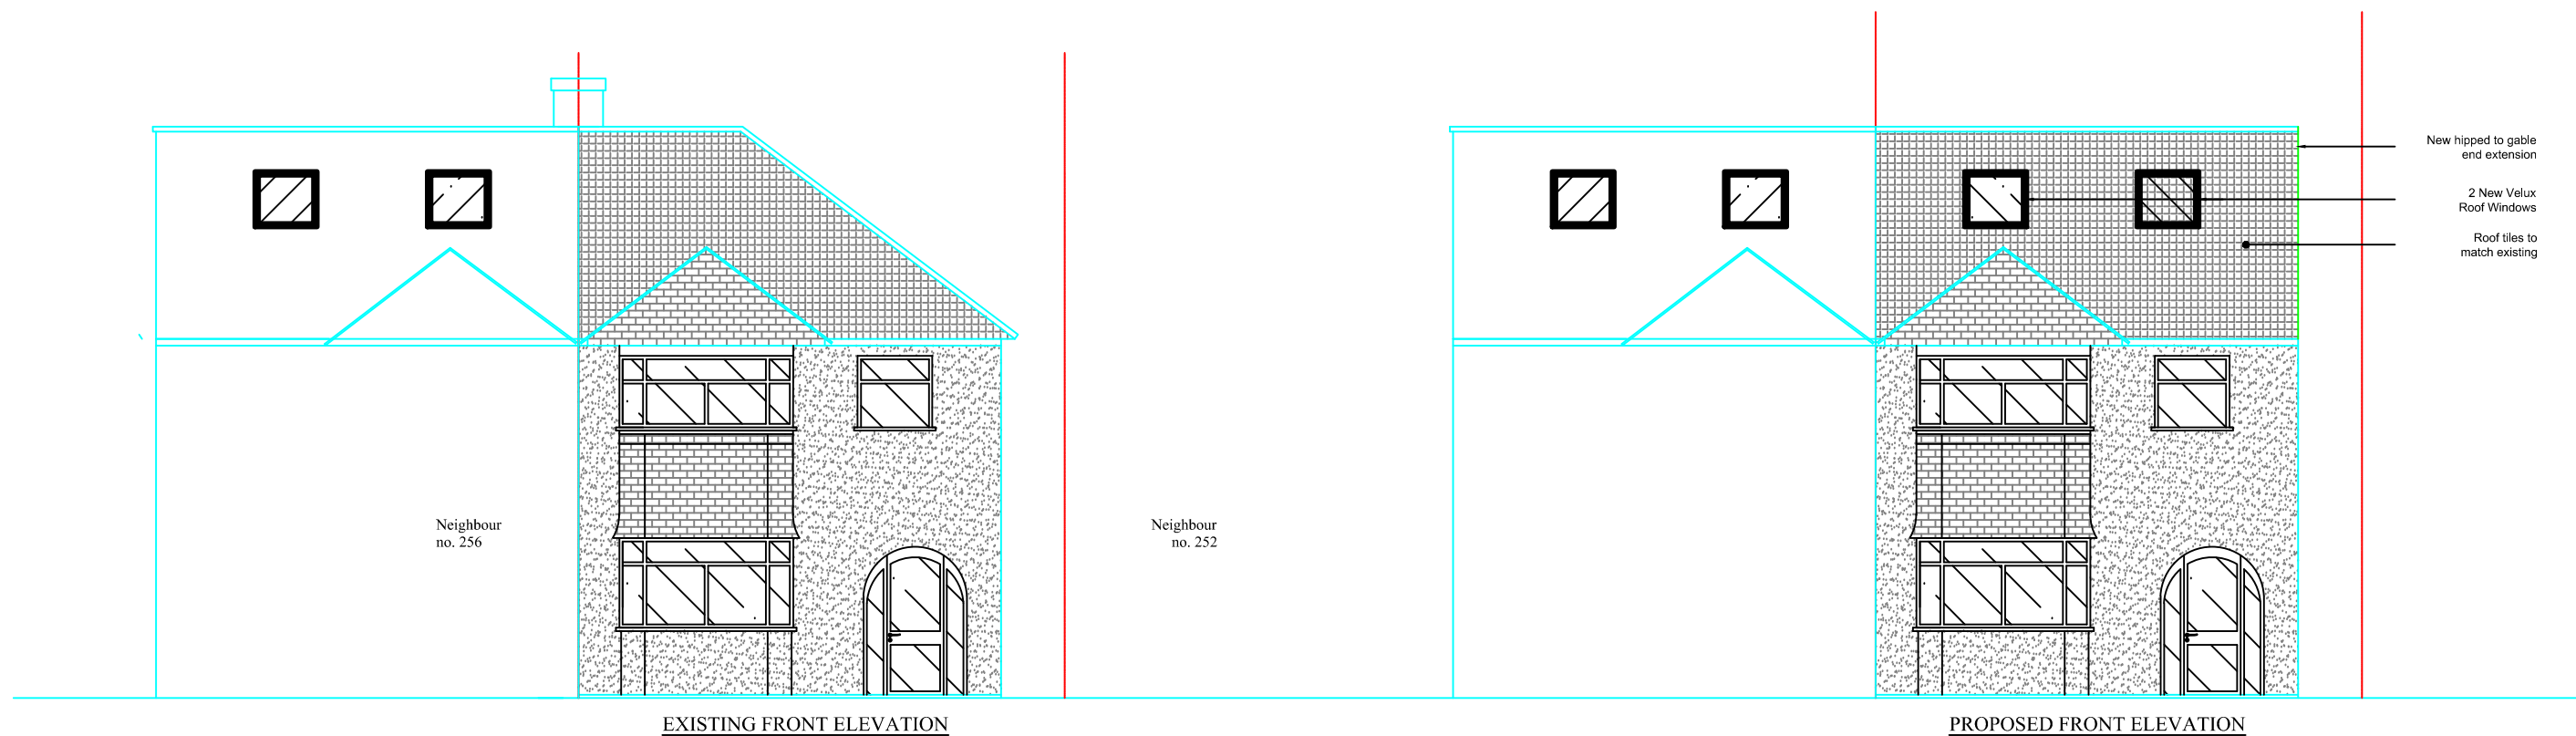 New hipped to gable
end extension
2 New Velux
Roof Windows
Roof tiles to
match existing
Neighbour
no. 256
Neighbour
no. 252
EXISTING FRONT ELEVATION
PROPOSED FRONT ELEVATION